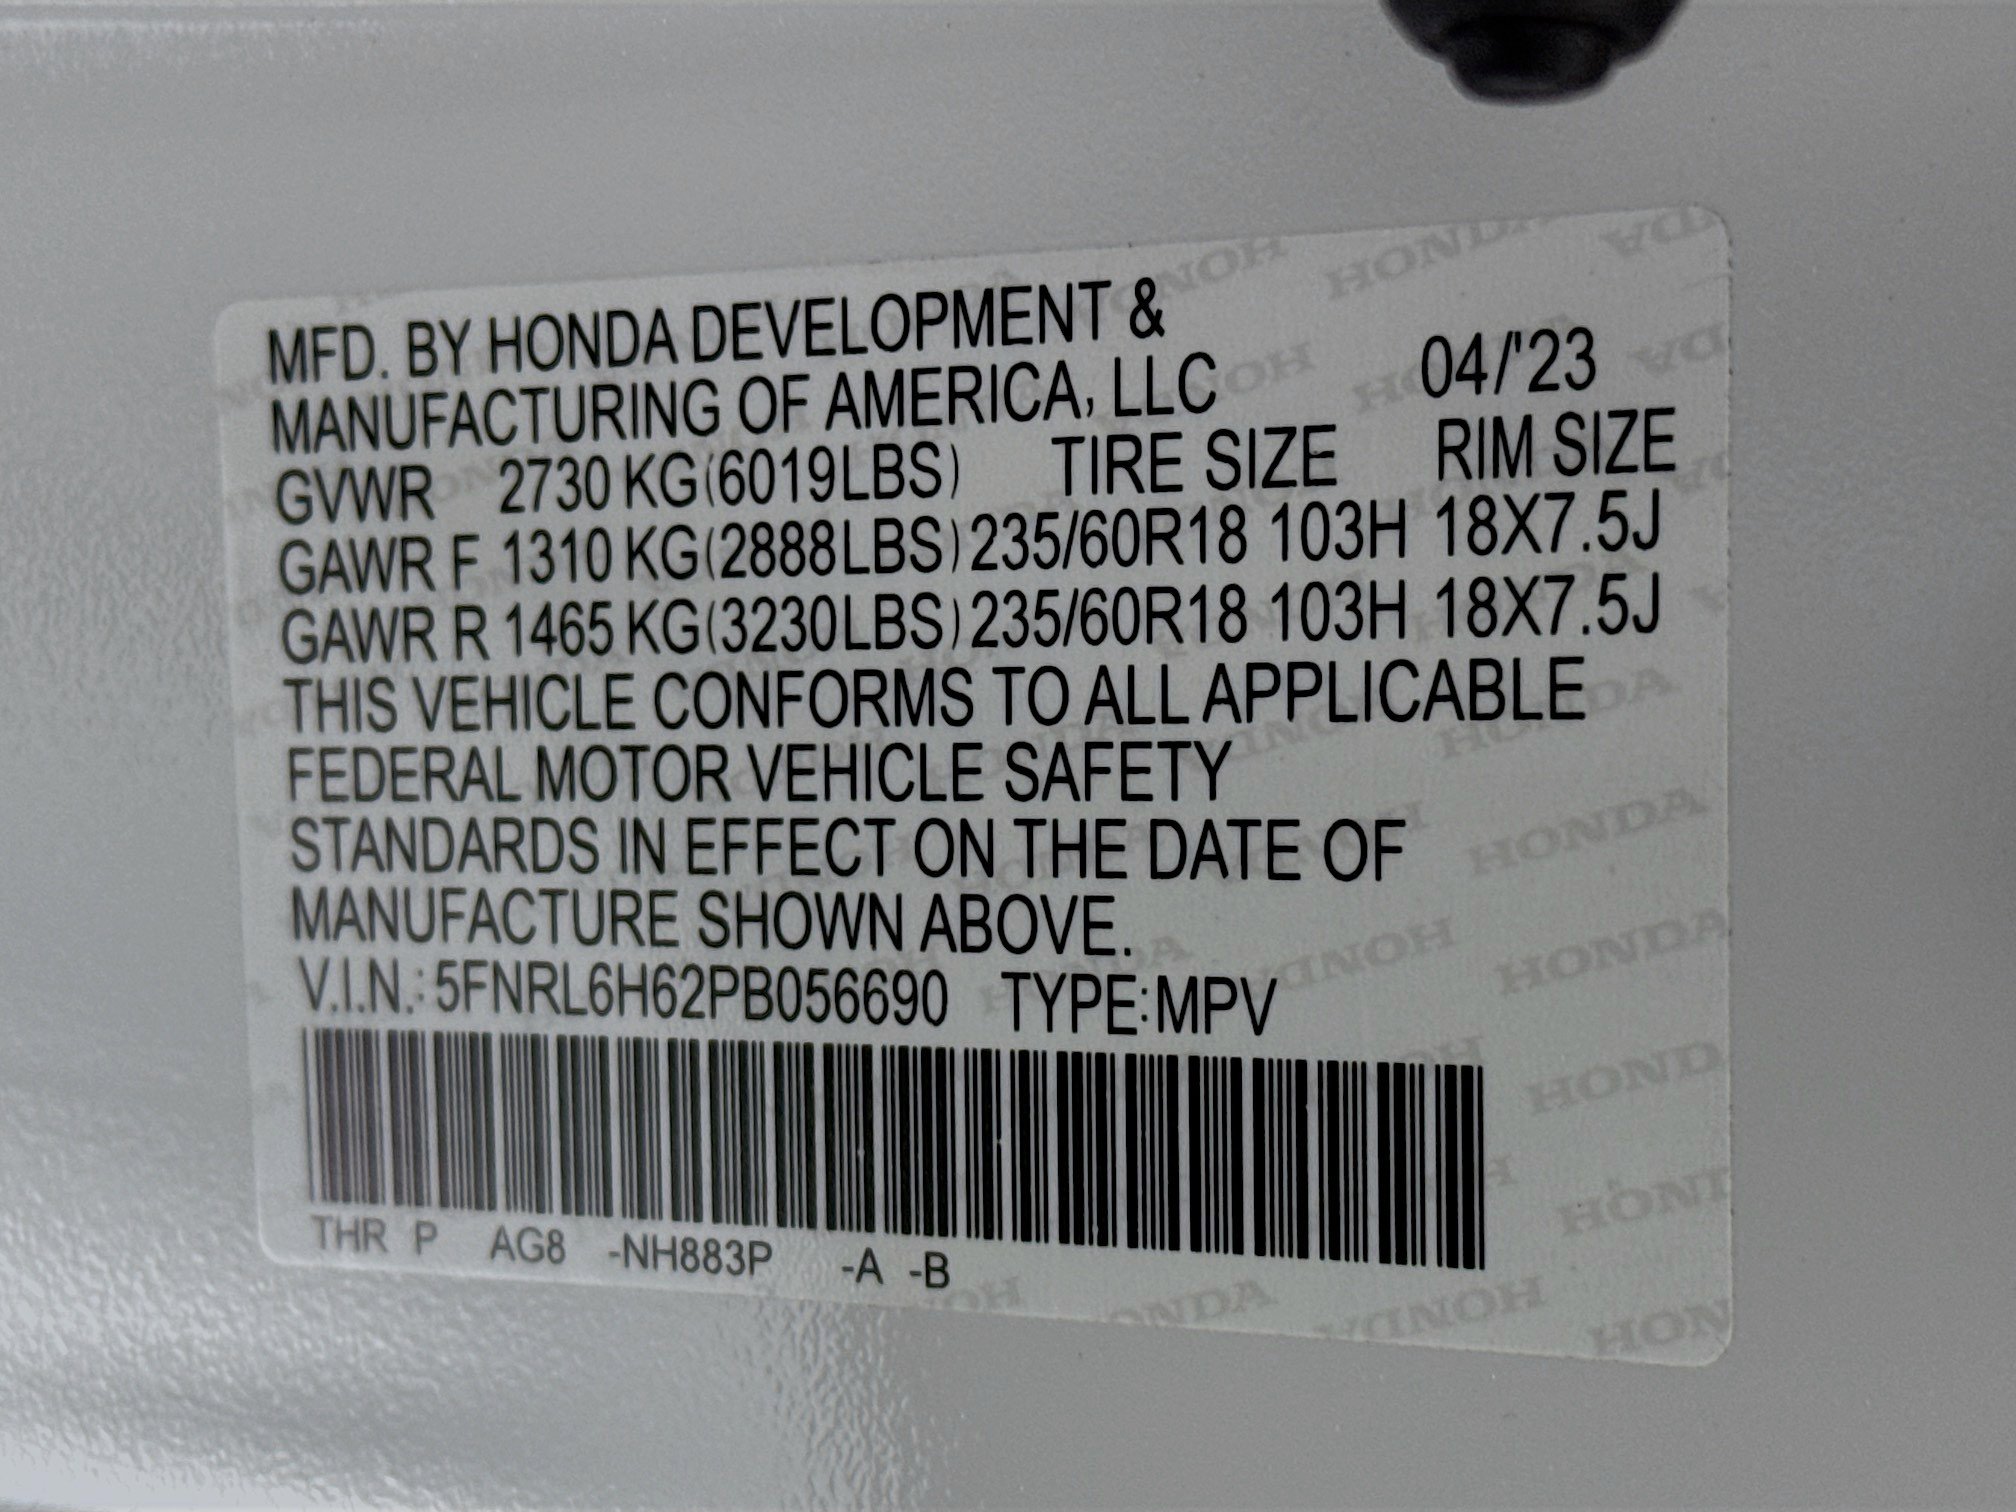 MFD. BY HONDA DEVELOPMENT &
MANUFACTURING OF AMERICA, LLC 04/'23
GVWR 2730 KG(6019LBS) TIRE SIZE RIM SIZE
GAWR F 1310 KG(2888LBS) 235/60R18 103H 18X7.5J
GAWR R 1465 KG(3230LBS) 235/60R18 103H 18X7.5J
THIS VEHICLE CONFORMS TO ALL APPLICABLE
FEDERAL MOTOR VEHICLE SAFETY
STANDARDS IN EFFECT ON THE DATE OF
MANUFACTURE SHOWN ABOVE.
V.I.N.: 5FNRL6H62PB056690 TYPE:MPV
THR P AG8 -NH883P -A -B